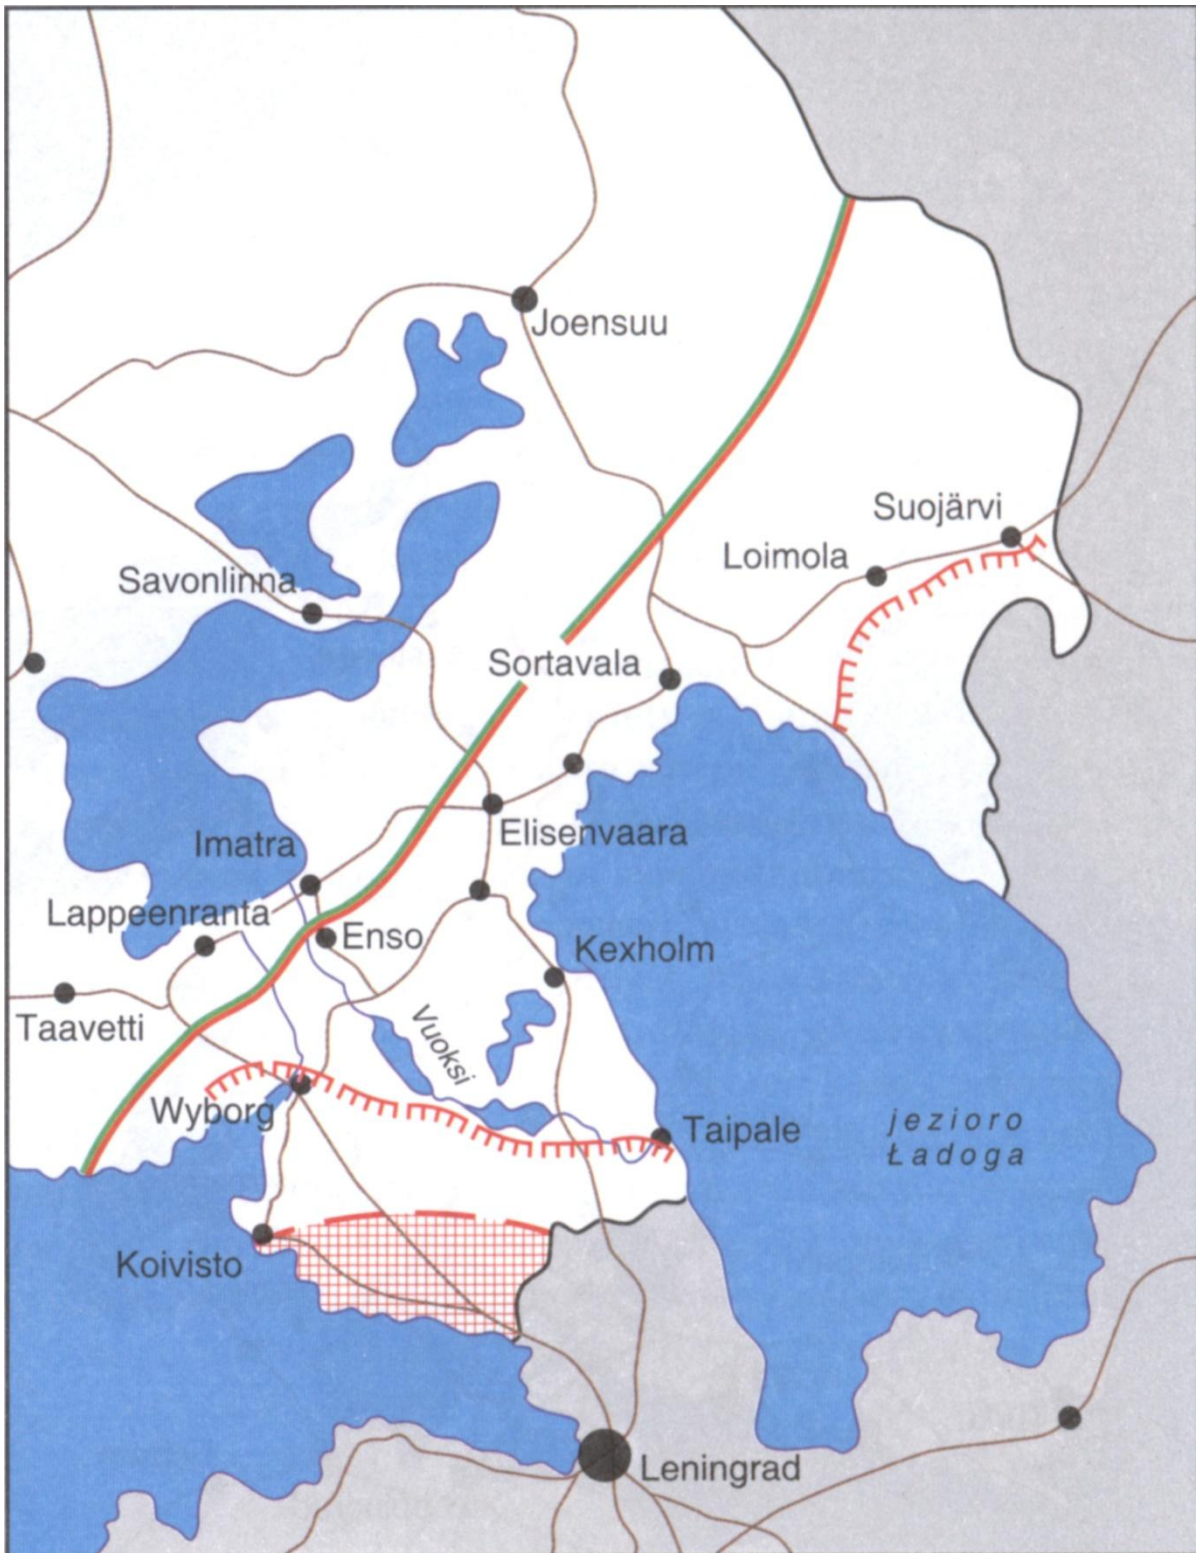 Joensuu
Suojärvi
Loimola
Savonlinna
Sortavala
Imatra
Elisenvaara
Lappeenranta
Enso
Kexholm
Taavetti
Vuoksi
Wyborg
Taipale
jezioro
Ładoga
Koivisto
Leningrad